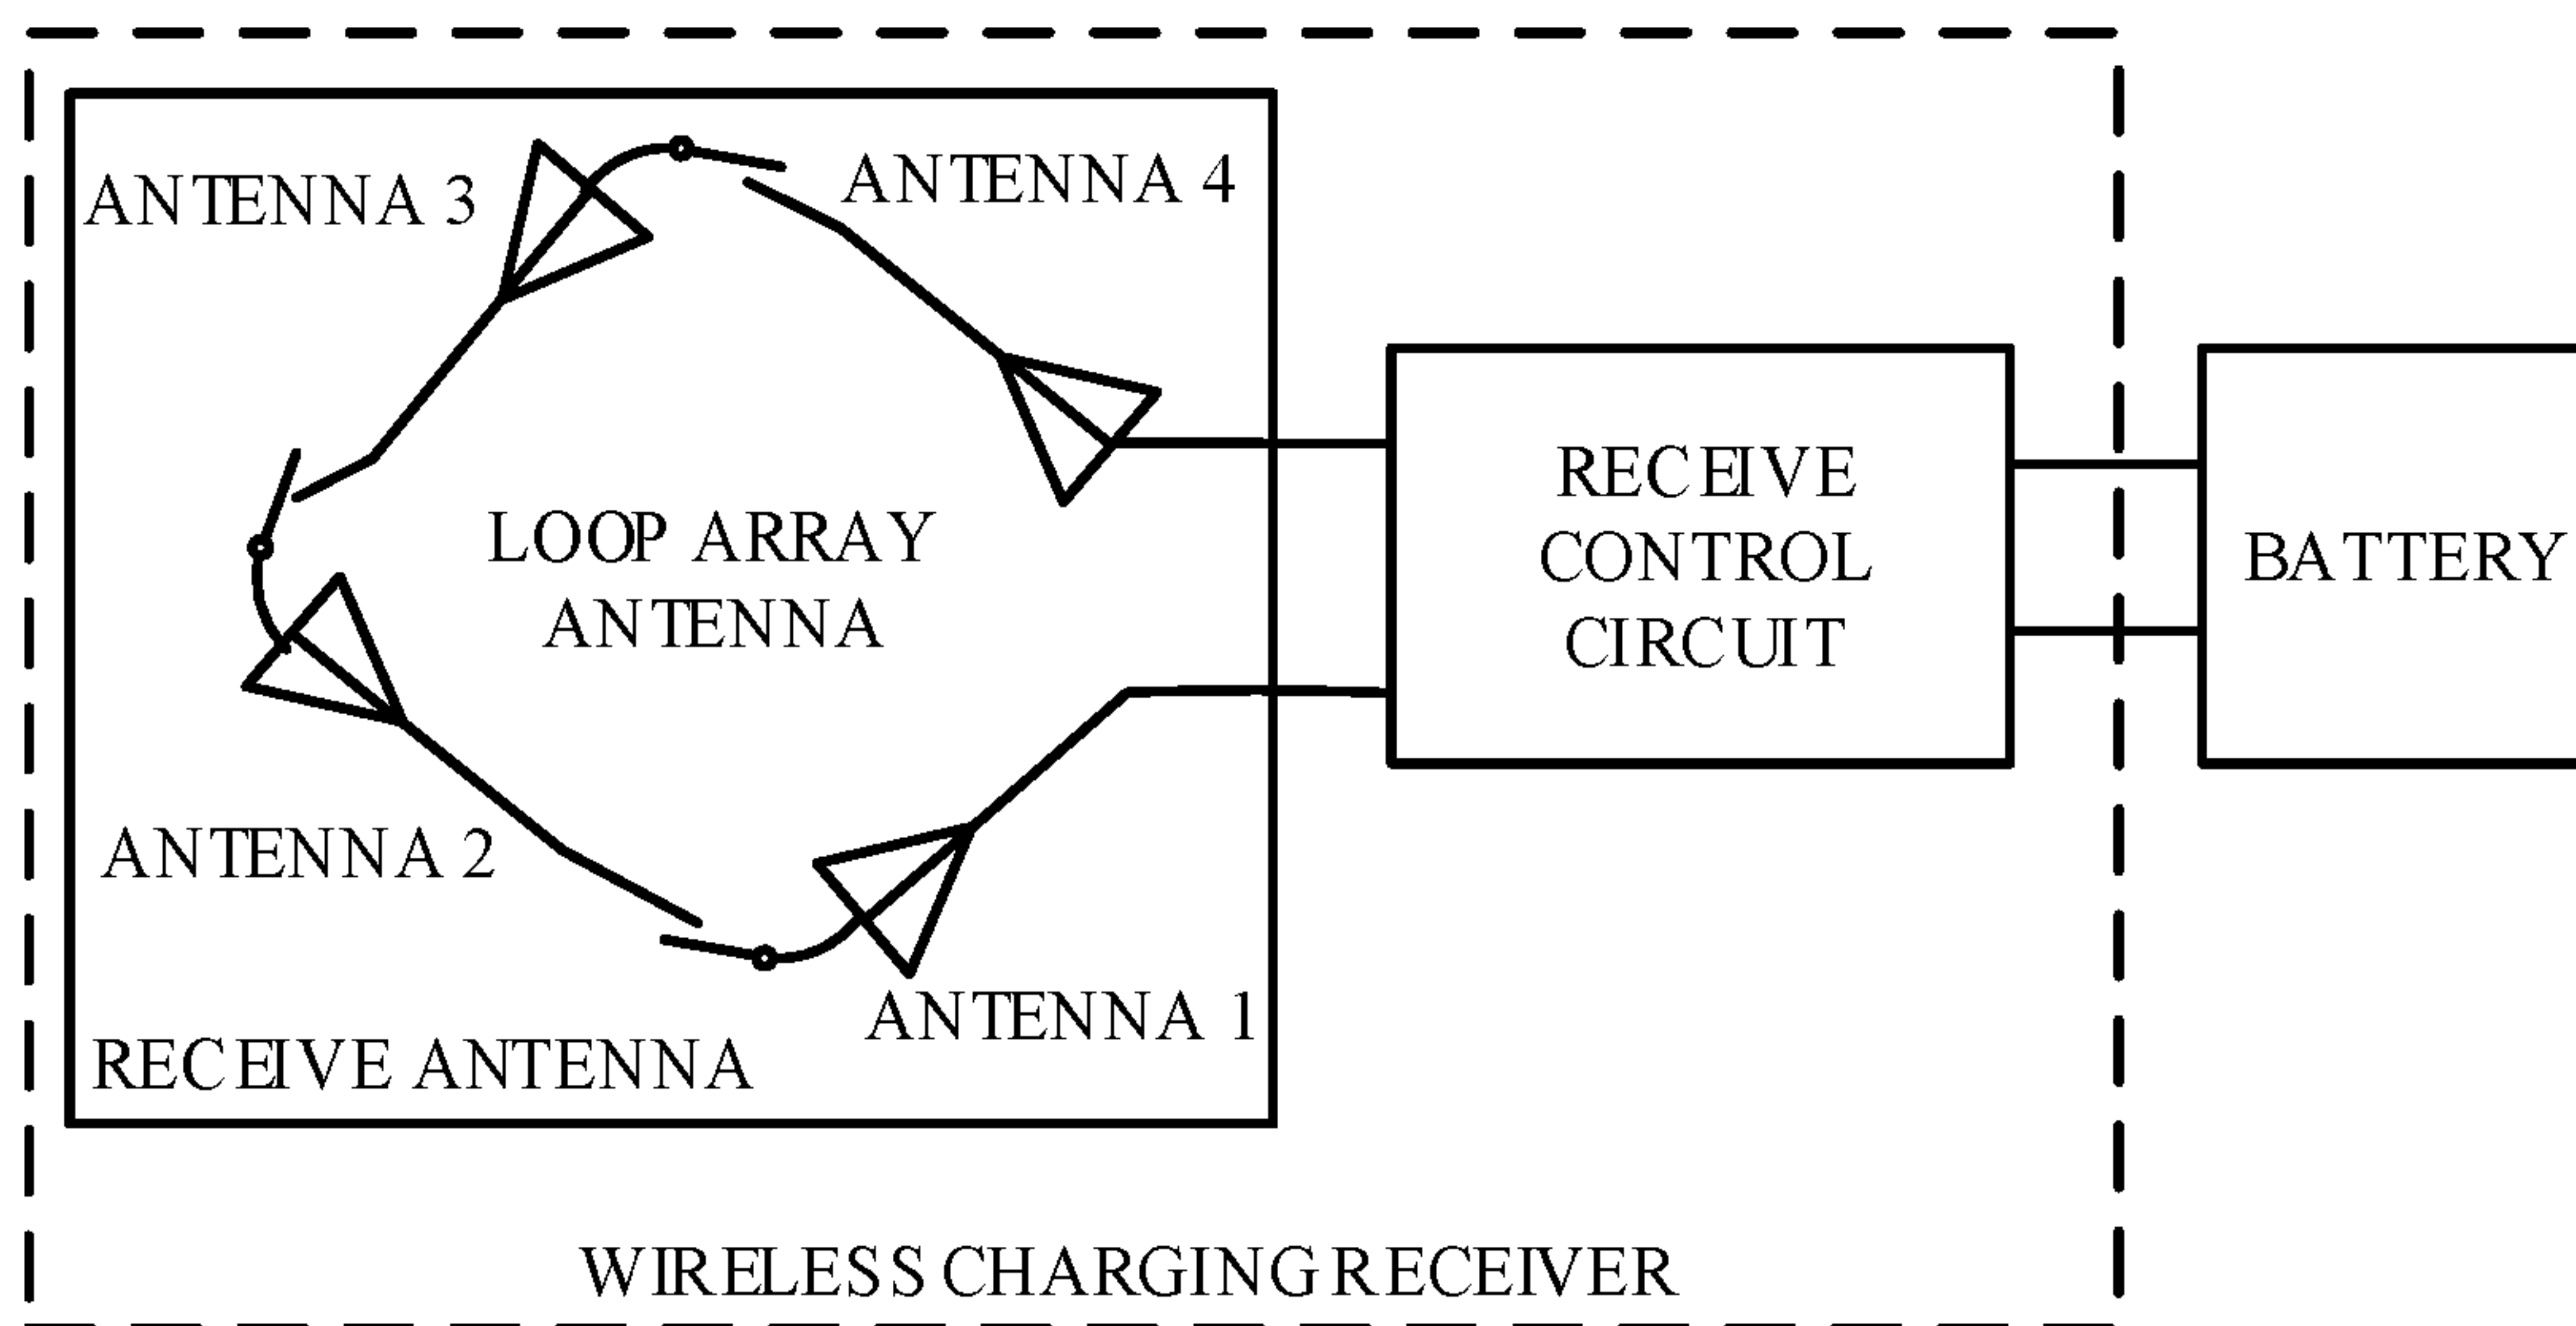 ANTENNA 3
ANTENNA 4
LOOP ARRAY
ANTENNA
RECEIVE
CONTROL
CIRCUIT
BATTERY
ANTENNA 2
ANTENNA 1
RECEIVE ANTENNA
WIRELESS CHARGING RECEIVER